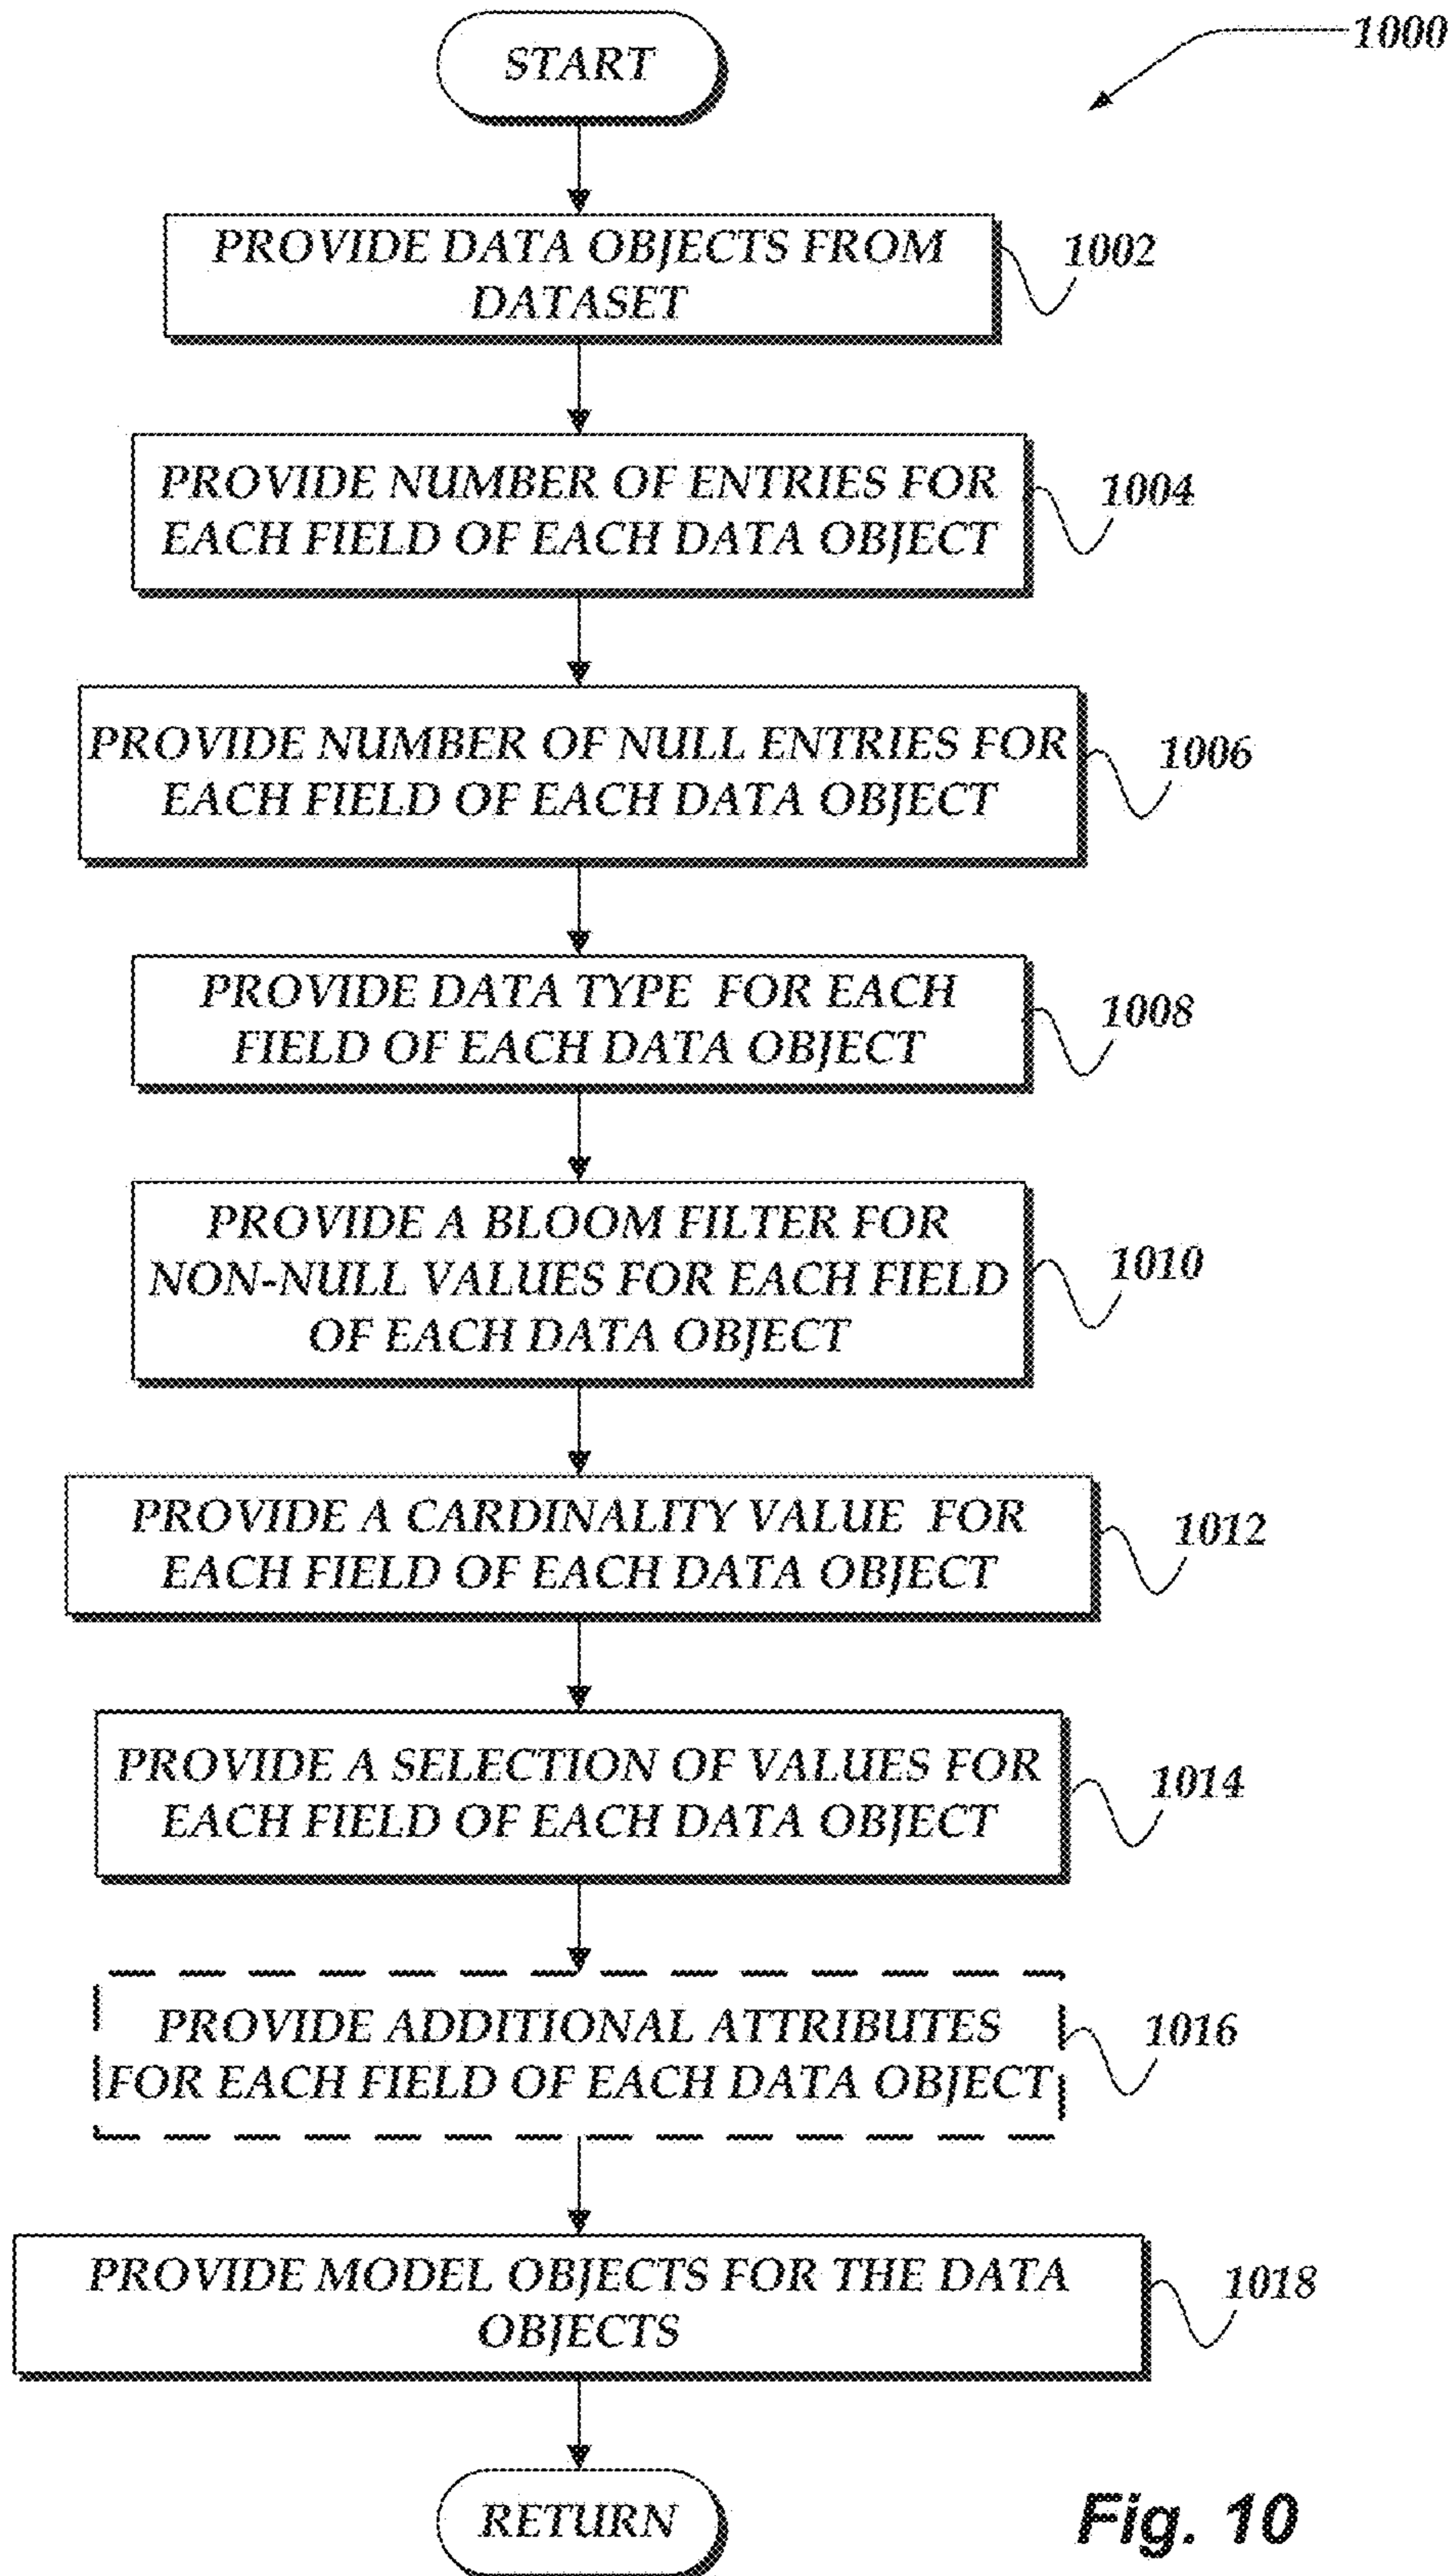 START
1000
PROVIDE DATA OBJECTS FROM
DATASET
1002
PROVIDE NUMBER OF ENTRIES FOR
EACH FIELD OF EACH DATA OBJECT
1004
PROVIDE NUMBER OF NULL ENTRIES FOR
EACH FIELD OF EACH DATA OBJECT
1006
PROVIDE DATA TYPE FOR EACH
FIELD OF EACH DATA OBJECT
1008
PROVIDE A BLOOM FILTER FOR
NON-NULL VALUES FOR EACH FIELD
OF EACH DATA OBJECT
1010
PROVIDE A CARDINALITY VALUE FOR
EACH FIELD OF EACH DATA OBJECT
1012
PROVIDE A SELECTION OF VALUES FOR
EACH FIELD OF EACH DATA OBJECT
1014
PROVIDE ADDITIONAL ATTRIBUTES
FOR EACH FIELD OF EACH DATA OBJECT
1016
PROVIDE MODEL OBJECTS FOR THE DATA
OBJECTS
1018
RETURN
Fig. 10